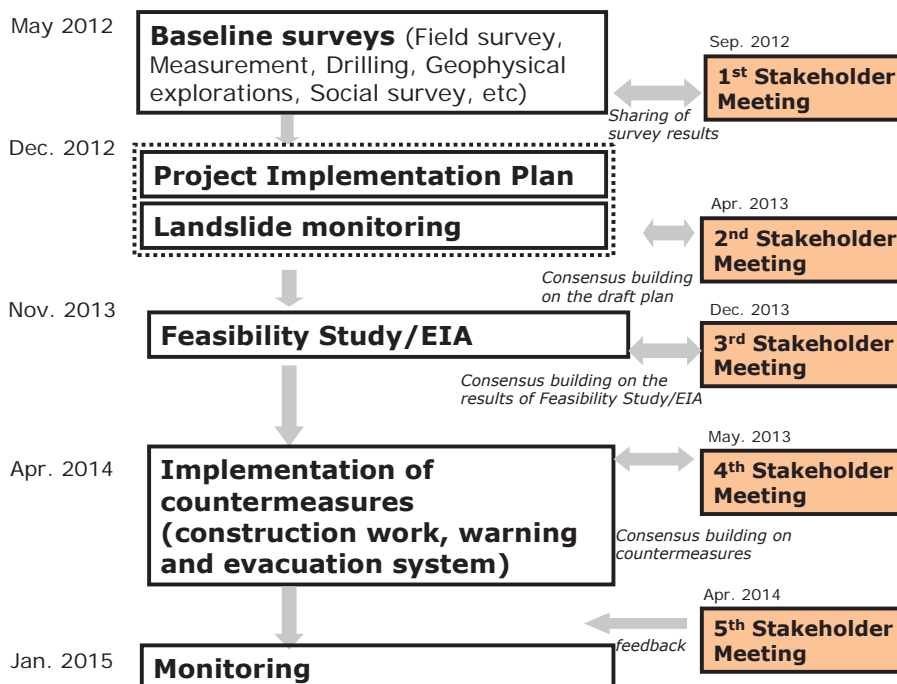 May 2012
Baseline surveys (Field survey,
Measurement, Drilling, Geophysical
explorations, Social survey, etc)
Sep. 2012
1st Stakeholder
Meeting
Sharing of
survey results
Dec. 2012
Project Implementation Plan
Landslide monitoring
Apr. 2013
2nd Stakeholder
Meeting
Consensus building
on the draft plan
Nov. 2013
Feasibility Study/EIA
Dec. 2013
3rd Stakeholder
Meeting
Consensus building on the
results of Feasibility Study/EIA
Apr. 2014
Implementation of
countermeasures
(construction work, warning
and evacuation system)
May. 2013
4th Stakeholder
Meeting
Consensus building on
countermeasures
Apr. 2014
5th Stakeholder
Meeting
feedback
Jan. 2015
Monitoring